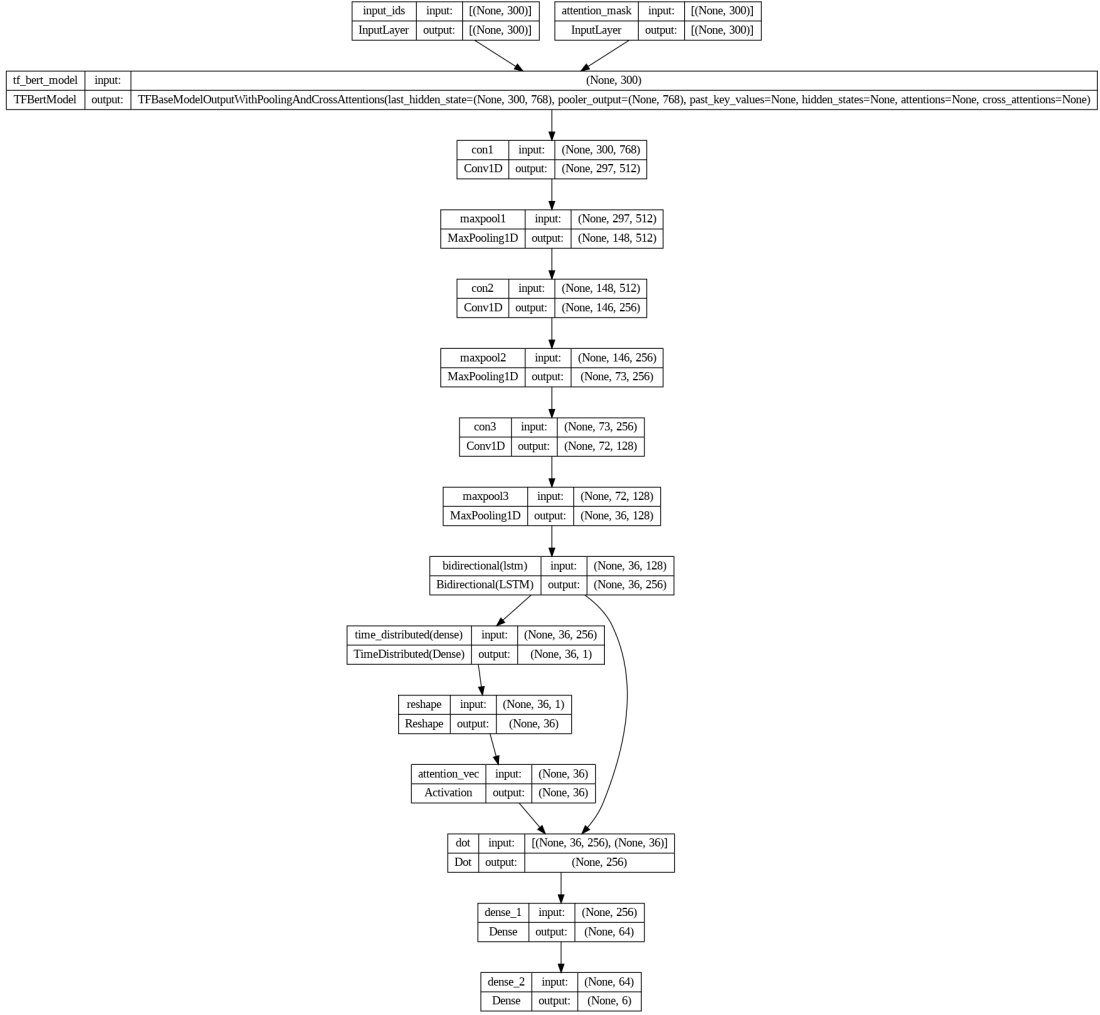 input_ids input: [(None, 300)]
InputLayer output: [(None, 300)]
attention_mask input: [(None, 300)]
InputLayer output: [(None, 300)]
tf_bert_model input: (None, 300)
TFBertModel output: TFBaseModelOutputWithPoolingAndCrossAttentions(last_hidden_state=(None, 300, 768), pooler_output=(None, 768), past_key_values=None, hidden_states=None, attentions=None, cross_attentions=None)
con1 input: (None, 300, 768)
Conv1D output: (None, 297, 512)
maxpool1 input: (None, 297, 512)
MaxPooling1D output: (None, 148, 512)
con2 input: (None, 148, 512)
Conv1D output: (None, 146, 256)
maxpool2 input: (None, 146, 256)
MaxPooling1D output: (None, 73, 256)
con3 input: (None, 73, 256)
Conv1D output: (None, 72, 128)
maxpool3 input: (None, 72, 128)
MaxPooling1D output: (None, 36, 128)
bidirectional(lstm) input: (None, 36, 128)
Bidirectional(LSTM) output: (None, 36, 256)
time_distributed(dense) input: (None, 36, 256)
TimeDistributed(Dense) output: (None, 36, 1)
reshape input: (None, 36, 1)
Reshape output: (None, 36)
attention_vec input: (None, 36)
Activation output: (None, 36)
dot input: [(None, 36, 256), (None, 36)]
Dot output: (None, 256)
dense_1 input: (None, 256)
Dense output: (None, 64)
dense_2 input: (None, 64)
Dense output: (None, 6)